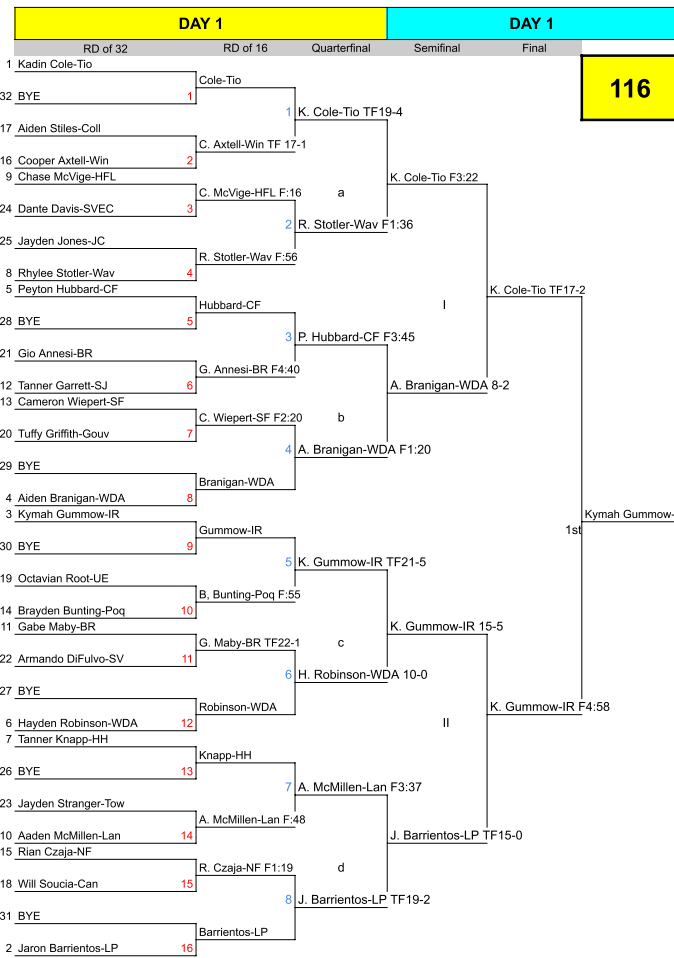 DAY 1
DAY 1
RD of 32
RD of 16
Quarterfinal
Semifinal
Final
116
1 Kadin Cole-Tio
Cole-Tio
32 BYE 1
1 K. Cole-Tio TF19-4
17 Aiden Stiles-Coll
C. Axtell-Win TF 17-1
16 Cooper Axtell-Win 2
K. Cole-Tio F3:22
9 Chase McVige-HFL
C. McVige-HFL F:16
a
24 Dante Davis-SVEC 3
2 R. Stotler-Wav F1:36
25 Jayden Jones-JC
R. Stotler-Wav F:56
8 Rhylee Stotler-Wav 4
5 Peyton Hubbard-CF
K. Cole-Tio TF17-2
Hubbard-CF
I
28 BYE 5
3 P. Hubbard-CF F3:45
21 Gio Annesi-BR
G. Annesi-BR F4:40
12 Tanner Garrett-SJ 6
A. Branigan-WDA 8-2
13 Cameron Wiepert-SF
C. Wiepert-SF F2:20
b
20 Tuffy Griffith-Gouv 7
4 A. Branigan-WDA F1:20
29 BYE
Branigan-WDA
4 Aiden Branigan-WDA 8
3 Kymah Gummow-IR
Kymah Gummow-
1st
Gummow-IR
30 BYE 9
5 K. Gummow-IR TF21-5
19 Octavian Root-UE
B, Bunting-Poq F:55
14 Brayden Bunting-Poq 10
11 Gabe Maby-BR
K. Gummow-IR 15-5
G. Maby-BR TF22-1
c
22 Armando DiFulvo-SV 11
6 H. Robinson-WDA 10-0
27 BYE
Robinson-WDA
K. Gummow-IR F4:58
II
6 Hayden Robinson-WDA 12
7 Tanner Knapp-HH
Knapp-HH
26 BYE 13
7 A. McMillen-Lan F3:37
23 Jayden Stranger-Tow
A. McMillen-Lan F:48
10 Aaden McMillen-Lan 14
J. Barrientos-LP TF15-0
15 Rian Czaja-NF
R. Czaja-NF F1:19
d
18 Will Soucia-Can 15
8 J. Barrientos-LP TF19-2
31 BYE
Barrientos-LP
2 Jaron Barrientos-LP 16